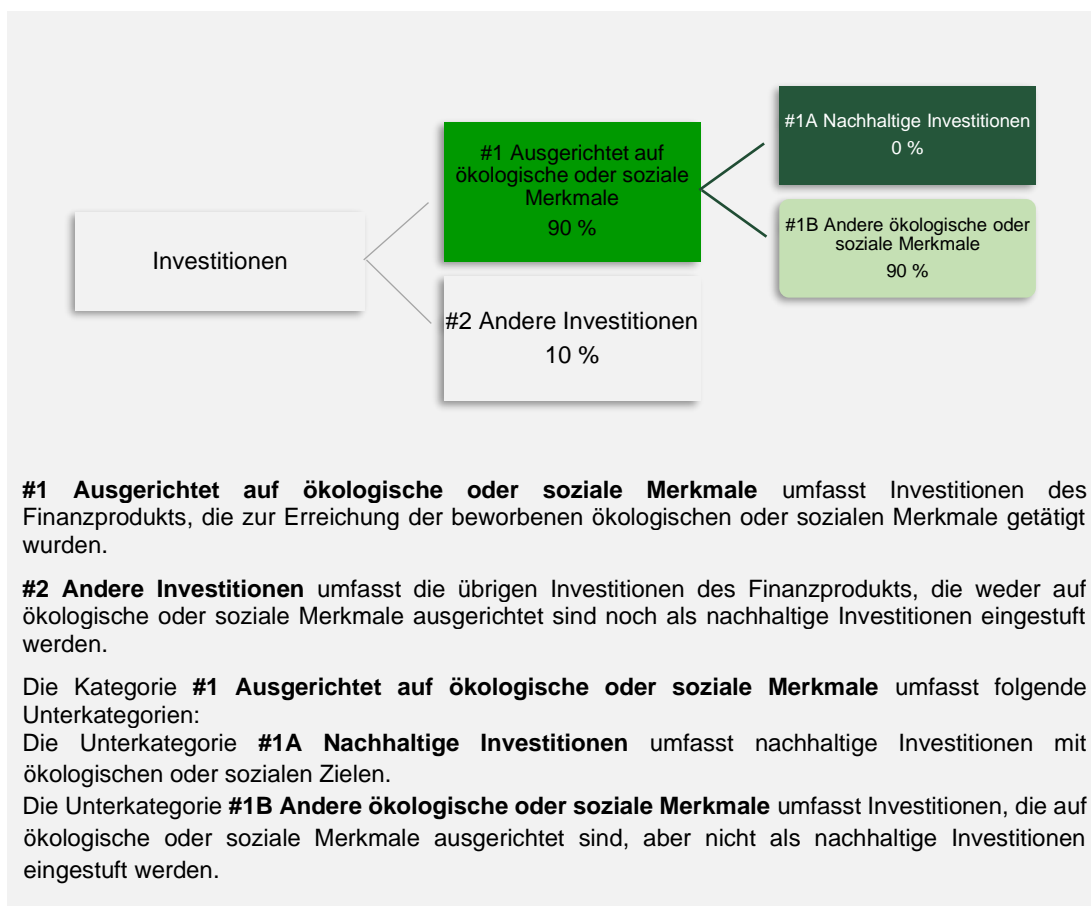 Investitionen
#1 Ausgerichtet auf
ökologische oder soziale
Merkmale
90 %
#2 Andere Investitionen
10 %
#1A Nachhaltige Investitionen
0 %
#1B Andere ökologische oder
soziale Merkmale
90 %
#1 Ausgerichtet auf ökologische oder soziale Merkmale umfasst Investitionen des
Finanzprodukts, die zur Erreichung der beworbenen ökologischen oder sozialen Merkmale getätigt
wurden.
#2 Andere Investitionen umfasst die übrigen Investitionen des Finanzprodukts, die weder auf
ökologische oder soziale Merkmale ausgerichtet sind noch als nachhaltige Investitionen eingestuft
werden.
Die Kategorie #1 Ausgerichtet auf ökologische oder soziale Merkmale umfasst folgende
Unterkategorien:
Die Unterkategorie #1A Nachhaltige Investitionen umfasst nachhaltige Investitionen mit
ökologischen oder sozialen Zielen.
Die Unterkategorie #1B Andere ökologische oder soziale Merkmale umfasst Investitionen, die auf
ökologische oder soziale Merkmale ausgerichtet sind, aber nicht als nachhaltige Investitionen
eingestuft werden.